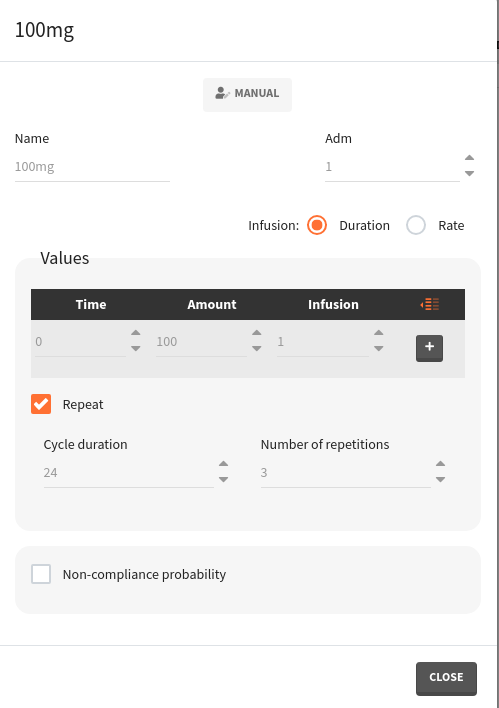 100mg
MANUAL
Name Adm
100mg 1
Infusion: Duration Rate
Values
Time Amount Infusion
0 100 1 +
Repeat
Cycle duration Number of repetitions
24 3
Non-compliance probability
CLOSE